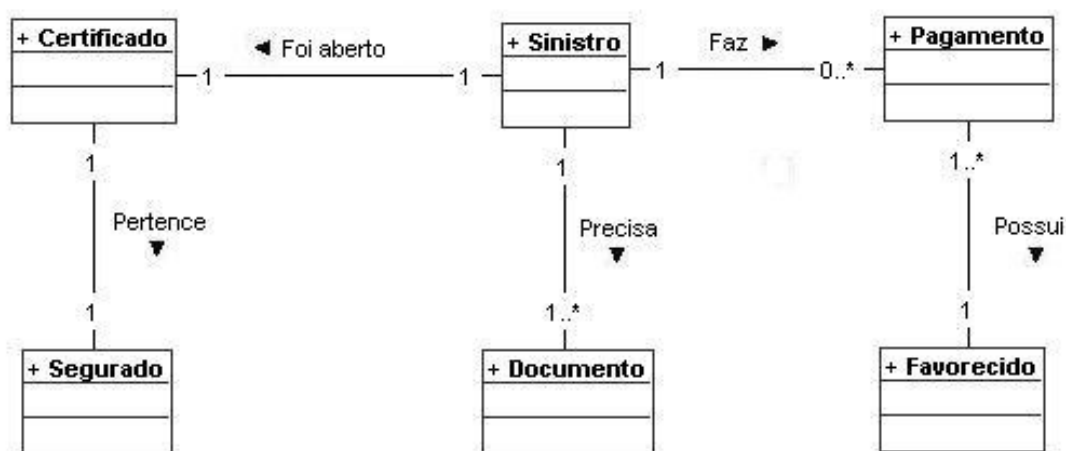 + Certificado
◄ Foi aberto
+ Sinistro
Faz ►
+ Pagamento
1
1
1
0..*
1
1
1..*
Pertence
▼
Precisa
▼
Possui
▼
1
1..*
1
+ Segurado
+ Documento
+ Favorecido